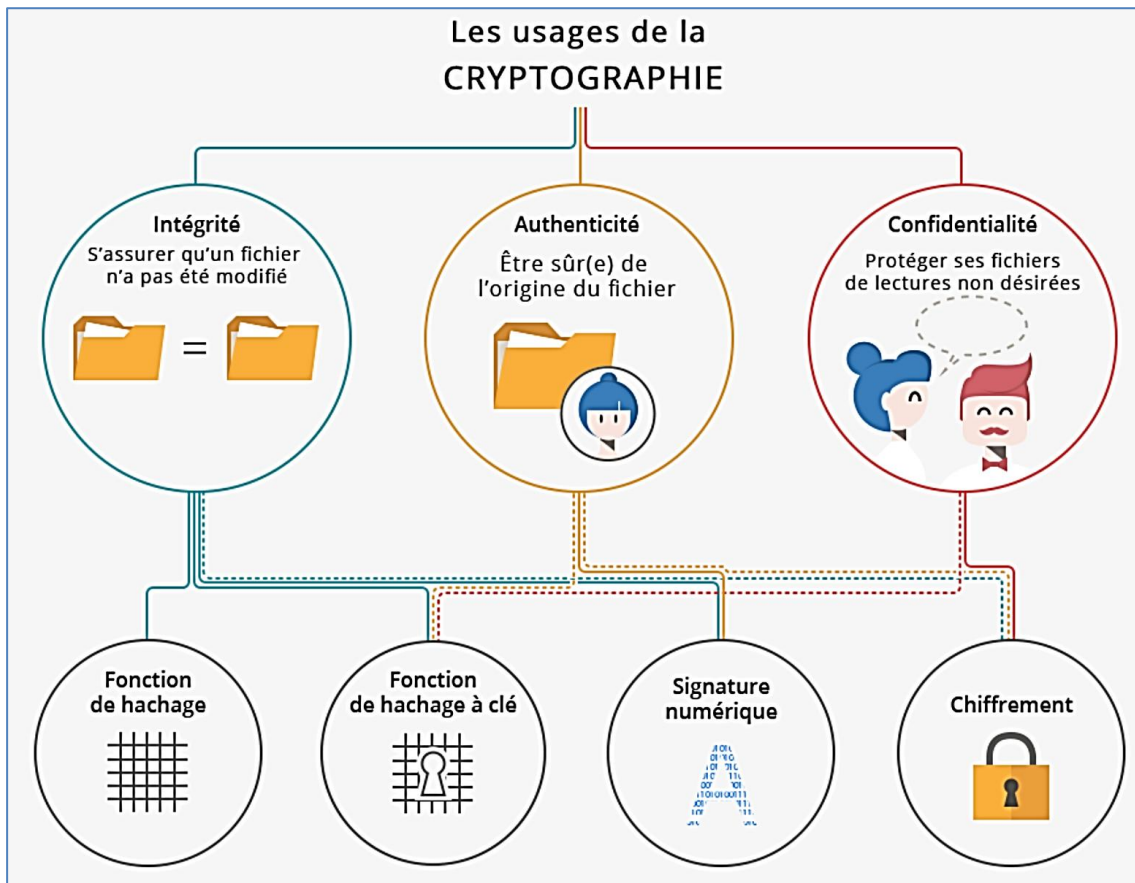 Les usages de la
CRYPTOGRAPHIE
Intégrité
S'assurer qu'un fichier
n'a pas été modifié
=
Authenticité
Être sûr(e) de
l'origine du fichier
Confidentialité
Protéger ses fichiers
de lectures non désirées
Fonction
de hachage
Fonction
de hachage à clé
Signature
numérique
Chiffrement